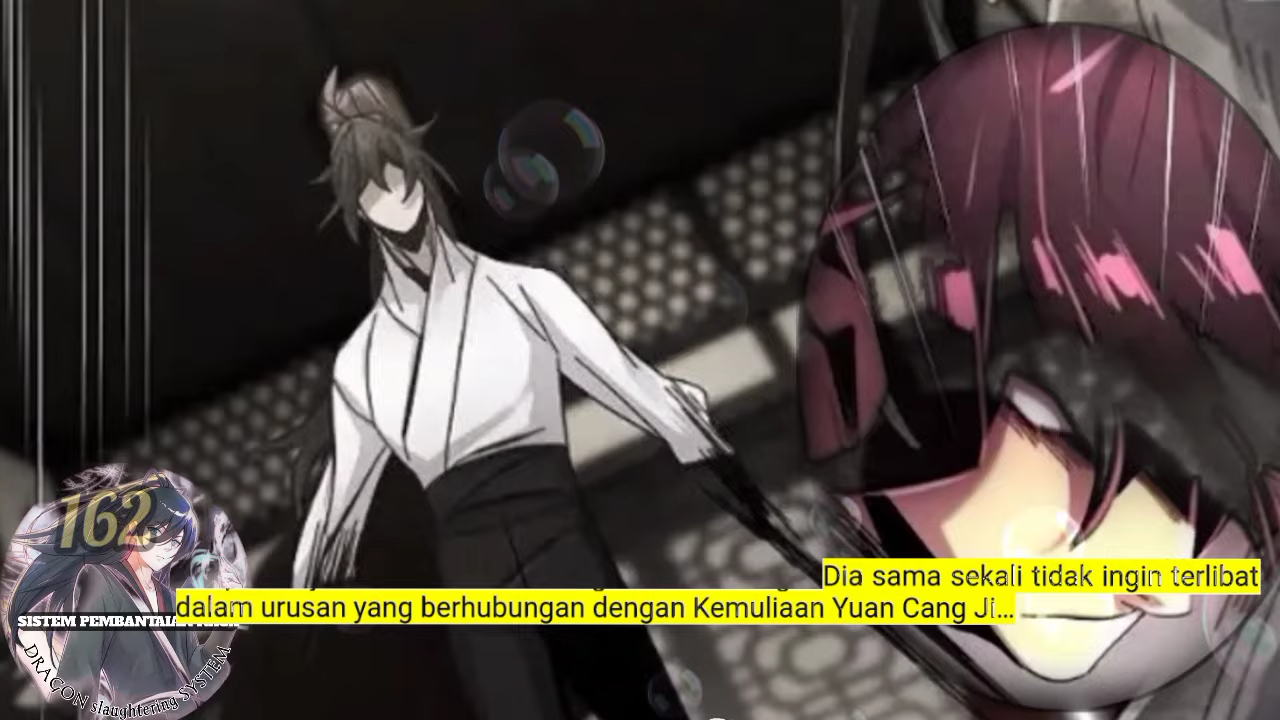 162
Dia sama sekali tidak ingin terlibat
dalam urusan yang berhubungan dengan Kemuliaan Yuan Cang Ji...
SISTEM PEMBANTAIAN
DRAGON slaughtering SYSTEM